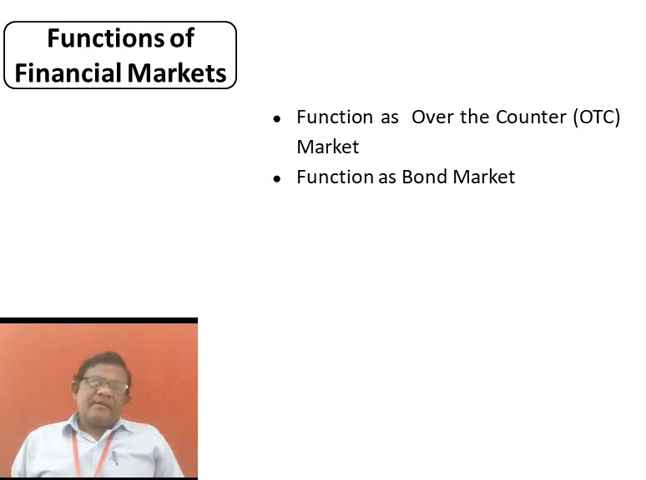 Functions of
Financial Markets
• Function as Over the Counter (OTC)
Market
• Function as Bond Market